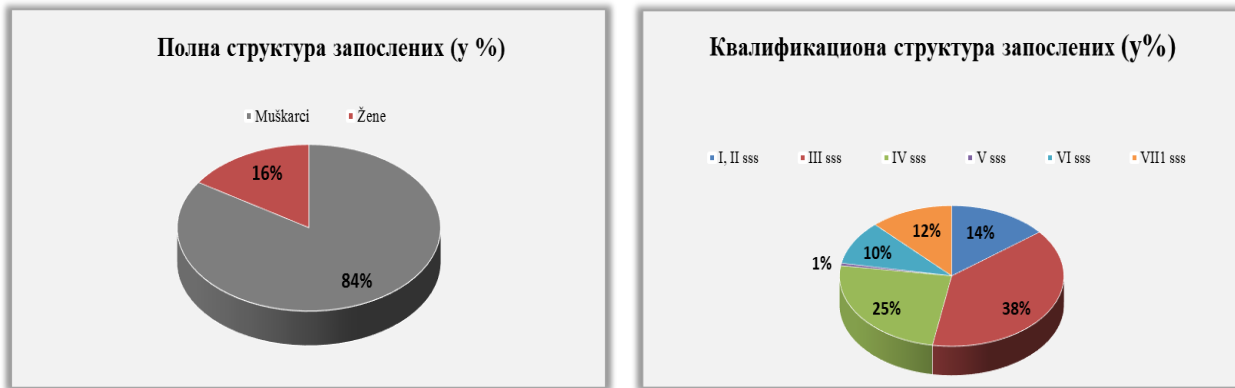 Полна структура запослених (у %)
Muškarci Žene
16%
84%
Квалификациона структура запослених (у%)
I, II sss III sss IV sss V sss VI sss VII1 sss
12%
14%
10%
1%
25%
38%